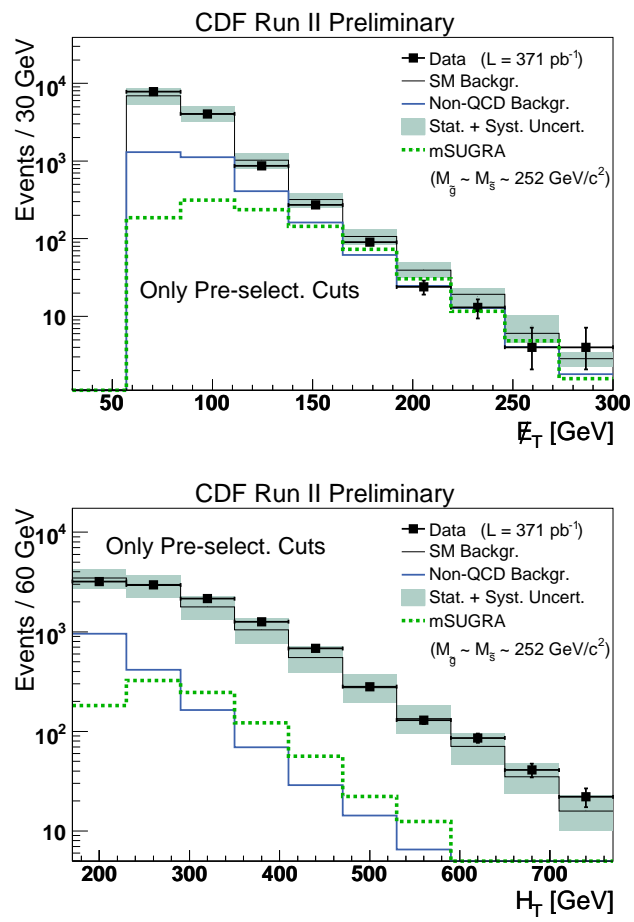 CDF Run II Preliminary
Events / 30 GeV
10⁴
10³
10²
10
Data (L = 371 pb⁻¹)
SM Backgr.
Non-QCD Backgr.
Stat. + Syst. Uncert.
mSUGRA
(M_g̃ ~ M_s̃ ~ 252 GeV/c²)
Only Pre-select. Cuts
50 100 150 200 250 300
E̸_T [GeV]
CDF Run II Preliminary
Events / 60 GeV
10⁴
10³
10²
10
Only Pre-select. Cuts
Data (L = 371 pb⁻¹)
SM Backgr.
Non-QCD Backgr.
Stat. + Syst. Uncert.
mSUGRA
(M_g̃ ~ M_s̃ ~ 252 GeV/c²)
200 300 400 500 600 700
H_T [GeV]